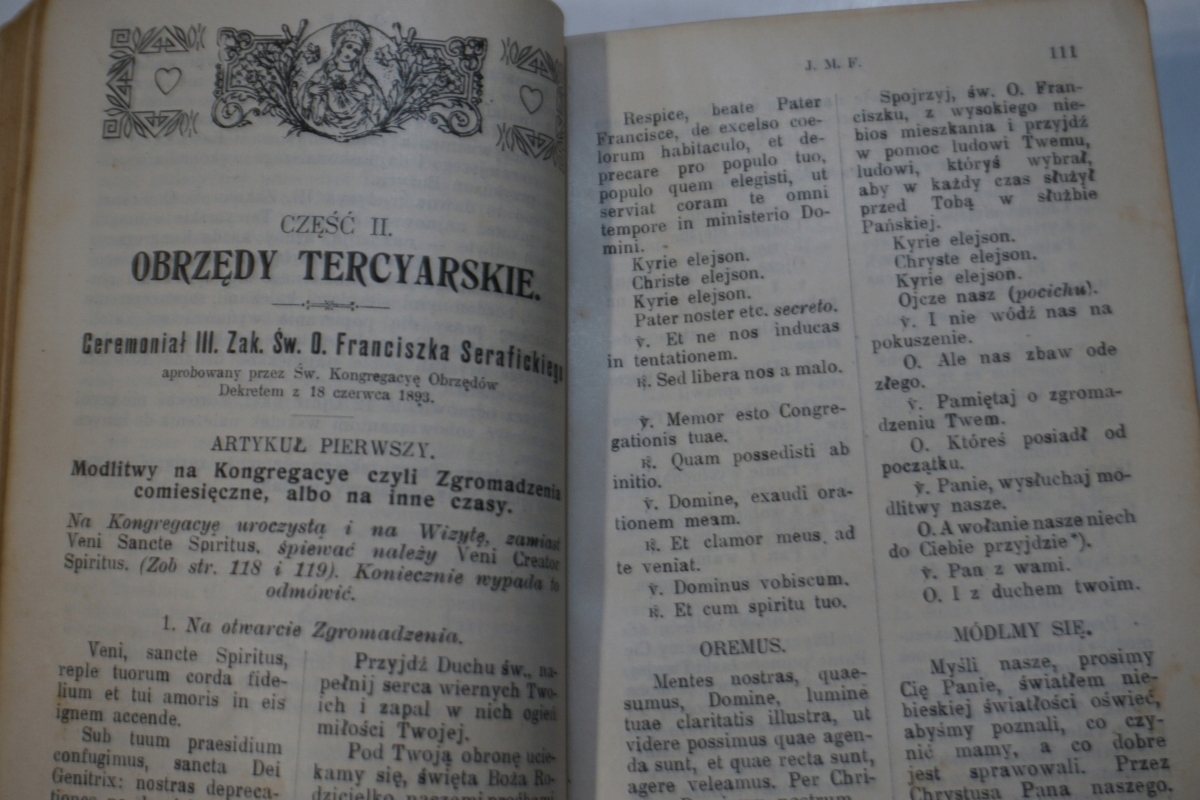 CZĘŚĆ II.
OBRZĘDY TERCYARSKIE.
Ceremoniał III. Zak. Św. O. Franciszka Serafickiego
aprobowany przez Św. Kongregacyę Obrzędów
Dekretem z 18 czerwca 1893.
ARTYKUŁ PIERWSZY.
Modlitwy na Kongregacye czyli Zgromadzenia
comiesięczne, albo na inne czasy.
Na Kongregacyę uroczystą i na Wizytę, zamiast
Veni Sancte Spiritus, śpiewać należy Veni Creator
Spiritus. (Zob str. 118 i 119). Koniecznie wypada to
odmówić.
1. Na otwarcie Zgromadzenia.
Veni, sancte Spiritus,
reple tuorum corda fide-
lium et tui amoris in eis
ignem accende.
Sub tuum praesidium
confugimus, sancta Dei
Genitrix: nostras depreca-
Przyjdź Duchu św., na-
pełnij serca wiernych Two-
ich i zapal w nich ogień
miłości Twojej.
Pod Twoją obronę ucie-
kamy się, święta Boża Ro-
dzicielko
J. M. F.
111
Respice, beate Pater
Francisce, de excelso coe-
lorum habitaculo, et de-
precare pro populo tuo,
populo quem elegisti, ut
serviat coram te omni
tempore in ministerio Do-
mini.
Kyrie elejson.
Christe elejson.
Kyrie elejson.
Pater noster etc. secreto.
℣. Et ne nos inducas
in tentationem.
℟. Sed libera nos a malo.
℣. Memor esto Congre-
gationis tuae.
℟. Quam possedisti ab
initio.
℣. Domine, exaudi ora-
tionem meam.
℟. Et clamor meus ad
te veniat.
℣. Dominus vobiscum.
℟. Et cum spiritu tuo.
OREMUS.
Mentes nostras, quae-
sumus, Domine, lumine
tuae claritatis illustra, ut
videre possimus quae agen-
da sunt, et quae recta sunt,
agere veleamus. Per Chri-
Spojrzyj, św. O. Fran-
ciszku, z wysokiego nie-
bios mieszkania i przyjdź
w pomoc ludowi Twemu,
ludowi, któryś wybrał,
aby w każdy czas służył
przed Tobą w służbie
Pańskiej.
Kyrie elejson.
Chryste elejson.
Kyrie elejson.
Ojcze nasz (pocichu).
℣. I nie wódź nas na
pokuszenie.
O. Ale nas zbaw ode
złego.
℣. Pamiętaj o zgroma-
dzeniu Twem.
O. Któreś posiadł od
początku.
℣. Panie, wysłuchaj mo-
dlitwy nasze.
O. A wołanie nasze niech
do Ciebie przyjdzie*).
℣. Pan z wami.
O. I z duchem twoim.
MÓDLMY SIĘ.
Myśli nasze, prosimy
Cię Panie, światłem nie-
bieskiej światłości oświeć,
abyśmy poznali, co czy-
nić mamy, a co dobre
jest sprawowali. Przez
Chrystusa Pana naszego.